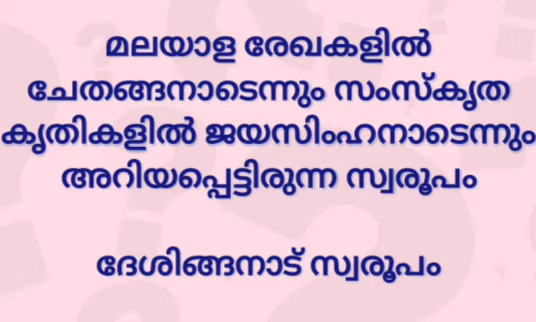 മലയാള രേഖകളിൽ
ചേതങ്ങനാടെന്നും സംസ്കൃത
കൃതികളിൽ ജയസിംഹനാടെന്നും
അറിയപ്പെട്ടിരുന്ന സ്വരൂപം
ദേശിങ്ങനാട് സ്വരൂപം